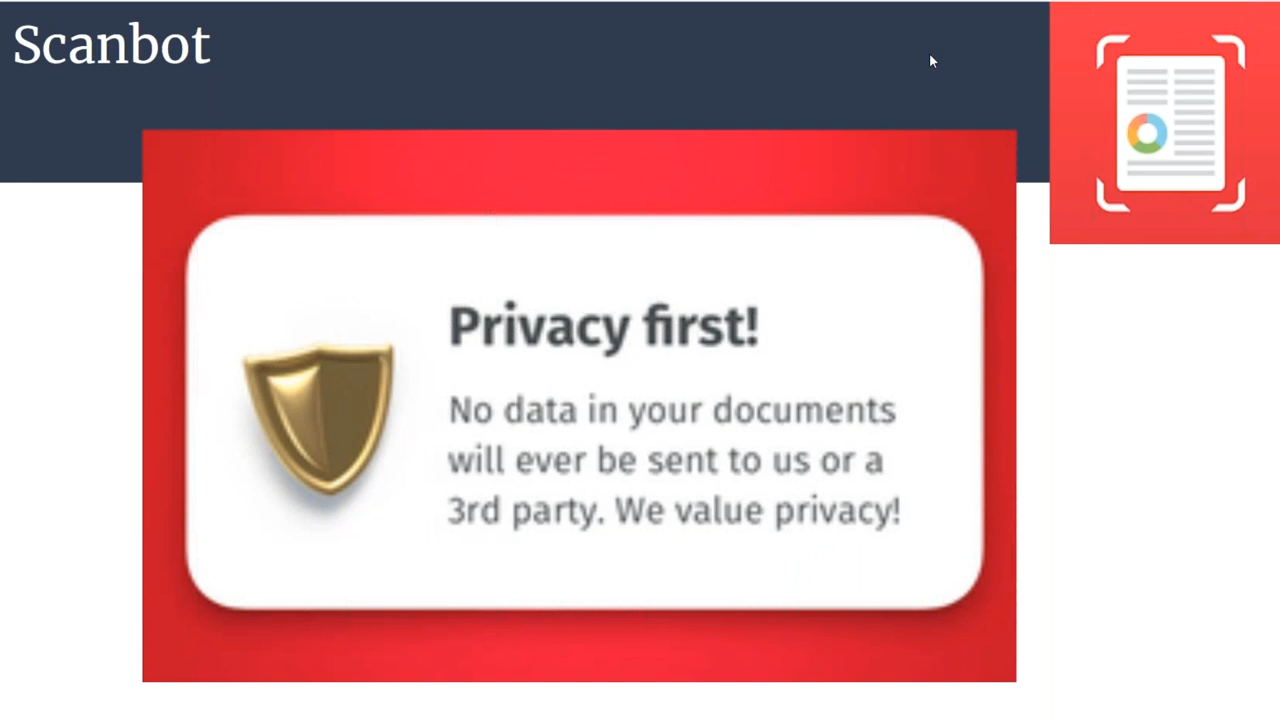 Scanbot
Privacy first!
No data in your documents
will ever be sent to us or a
3rd party. We value privacy!